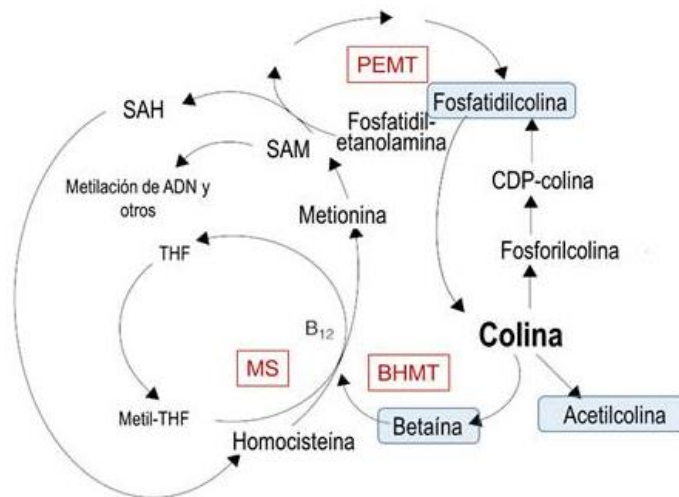 PEMT
SAH
Fosfatidilcolina
Fosfatidil-
etanolamina
SAM
CDP-colina
Metilación de ADN y
otros
Metionina
THF
Fosforilcolina
B12
Colina
MS
BHMT
Metil-THF
Homocisteína
Betaína
Acetilcolina